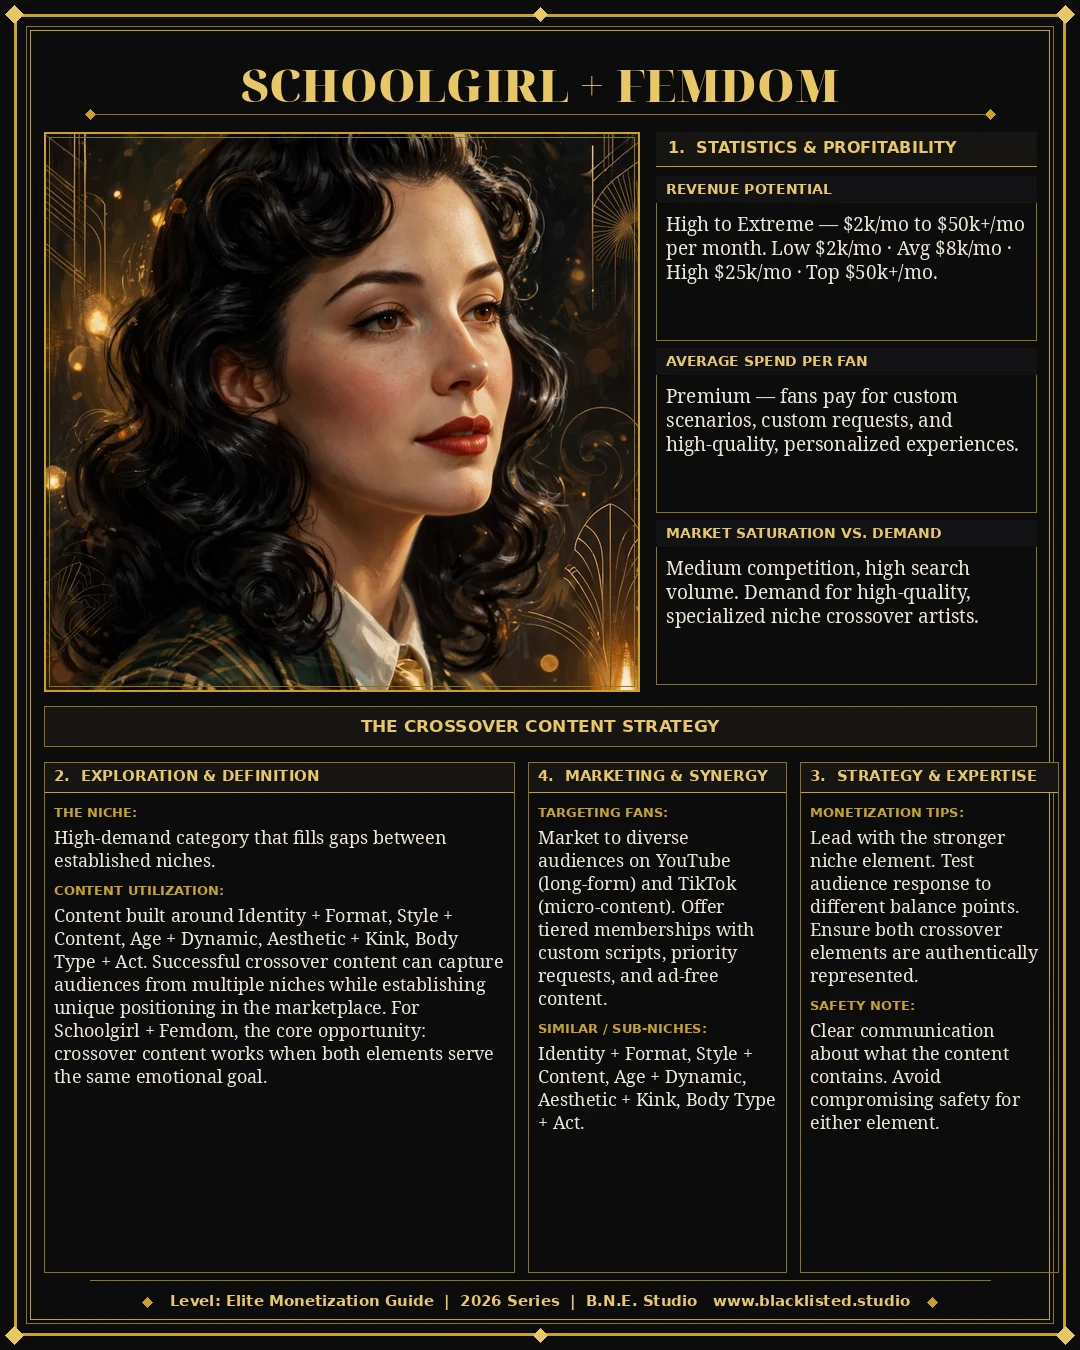 SCHOOLGIRL + FEMDOM
1. STATISTICS & PROFITABILITY
REVENUE POTENTIAL
High to Extreme — $2k/mo to $50k+/mo
per month. Low $2k/mo · Avg $8k/mo ·
High $25k/mo · Top $50k+/mo.
AVERAGE SPEND PER FAN
Premium — fans pay for custom
scenarios, custom requests, and
high-quality, personalized experiences.
MARKET SATURATION VS. DEMAND
Medium competition, high search
volume. Demand for high-quality,
specialized niche crossover artists.
THE CROSSOVER CONTENT STRATEGY
2. EXPLORATION & DEFINITION
THE NICHE:
High-demand category that fills gaps between
established niches.
CONTENT UTILIZATION:
Content built around Identity + Format, Style +
Content, Age + Dynamic, Aesthetic + Kink, Body
Type + Act. Successful crossover content can capture
audiences from multiple niches while establishing
unique positioning in the marketplace. For
Schoolgirl + Femdom, the core opportunity:
crossover content works when both elements serve
the same emotional goal.
4. MARKETING & SYNERGY
TARGETING FANS:
Market to diverse
audiences on YouTube
(long-form) and TikTok
(micro-content). Offer
tiered memberships with
custom scripts, priority
requests, and ad-free
content.
SIMILAR / SUB-NICHES:
Identity + Format, Style +
Content, Age + Dynamic,
Aesthetic + Kink, Body Type
+ Act.
3. STRATEGY & EXPERTISE
MONETIZATION TIPS:
Lead with the stronger
niche element. Test
audience response to
different balance points.
Ensure both crossover
elements are authentically
represented.
SAFETY NOTE:
Clear communication
about what the content
contains. Avoid
compromising safety for
either element.
Level: Elite Monetization Guide | 2026 Series | B.N.E. Studio www.blacklisted.studio